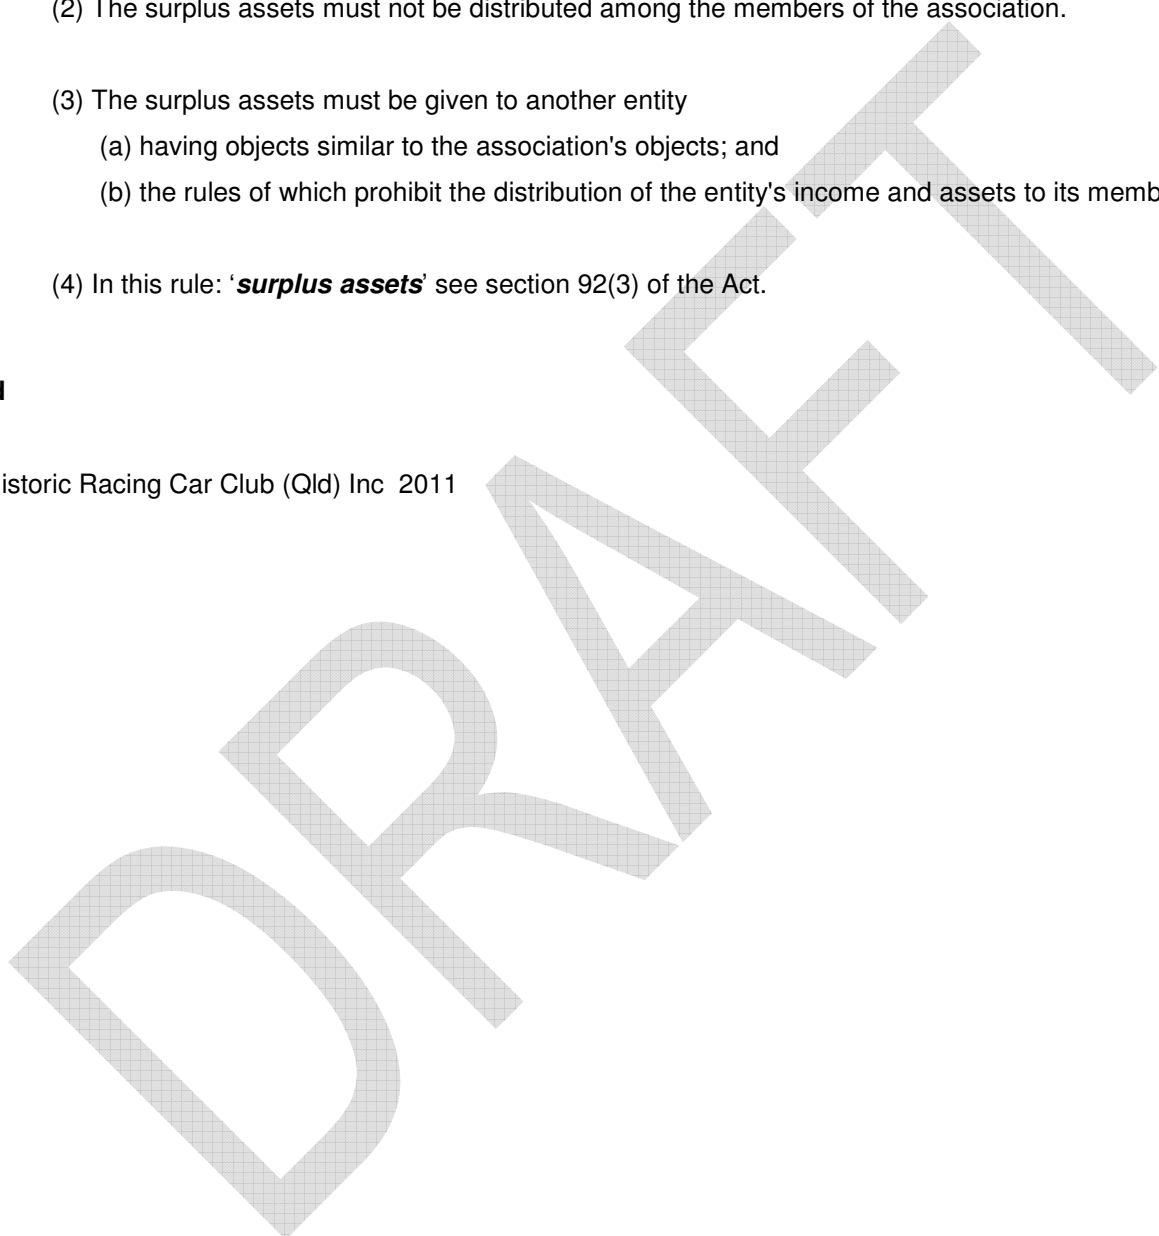 (2) The surplus assets must not be distributed among the members of the association.
(3) The surplus assets must be given to another entity
(a) having objects similar to the association's objects; and
(b) the rules of which prohibit the distribution of the entity's income and assets to its memb
(4) In this rule: ‘surplus assets’ see section 92(3) of the Act.
istoric Racing Car Club (Qld) Inc 2011
DRAFT